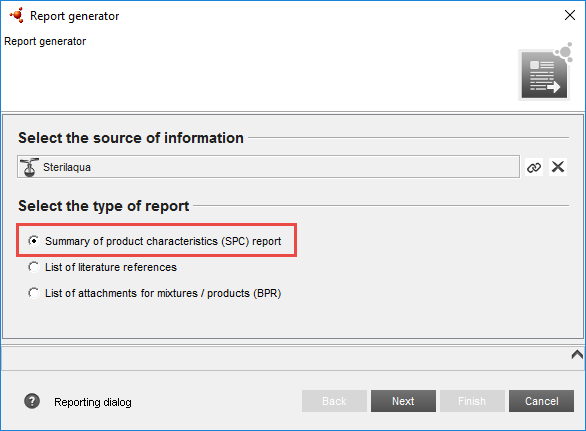 Report generator
Report generator
Select the source of information
Sterilaqua
Select the type of report
Summary of product characteristics (SPC) report
List of literature references
List of attachments for mixtures / products (BPR)
? Reporting dialog Back Next Finish Cancel